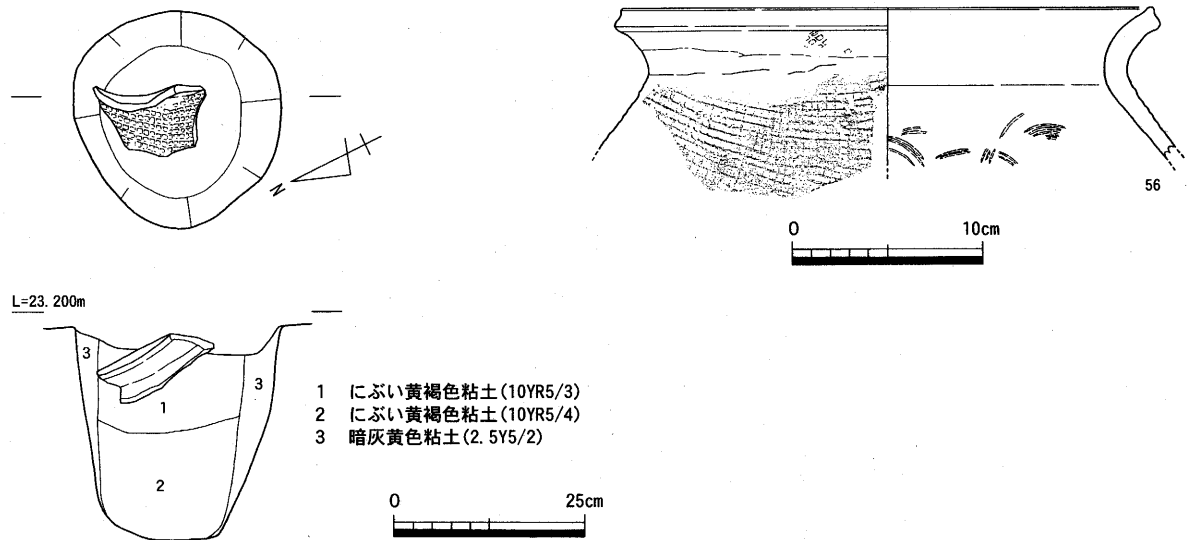 N
56
0 10cm
L=23.200m
3
1
3
2
1 にぶい黄褐色粘土(10YR5/3)
2 にぶい黄褐色粘土(10YR5/4)
3 暗灰黄色粘土(2.5Y5/2)
0 25cm